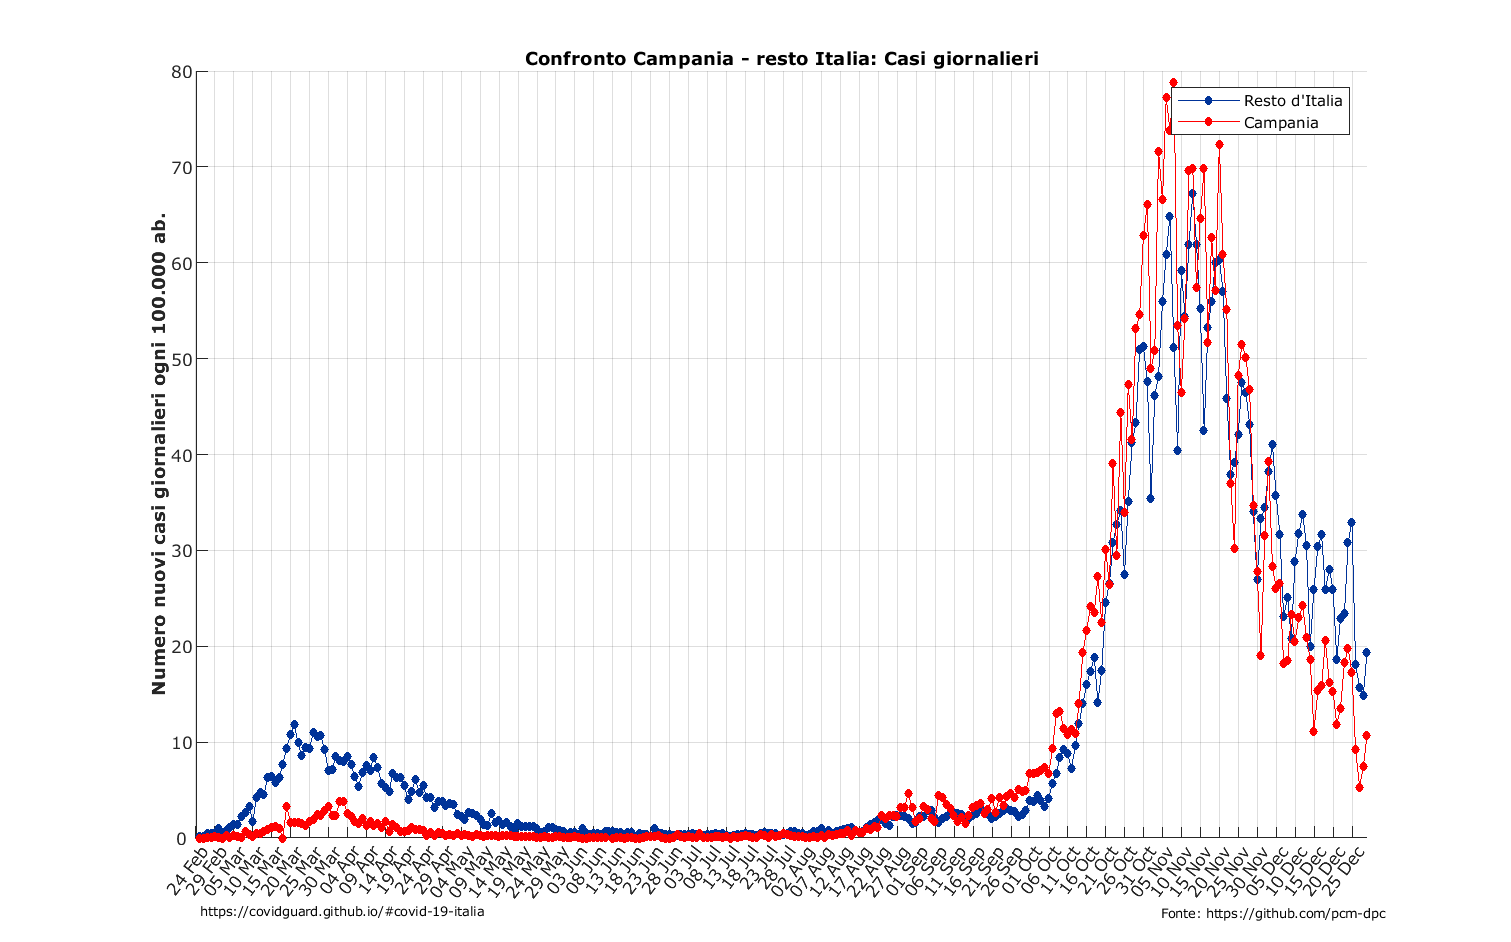 Confronto Campania - resto Italia: Casi giornalieri
Resto d'Italia
Campania
Numero nuovi casi giornalieri ogni 100.000 ab.
80
70
60
50
40
30
20
10
0
24 Feb
29 Feb
05 Mar
10 Mar
15 Mar
20 Mar
25 Mar
30 Mar
04 Apr
09 Apr
14 Apr
19 Apr
24 Apr
29 Apr
04 May
09 May
14 May
19 May
24 May
29 May
03 Jun
08 Jun
13 Jun
18 Jun
23 Jun
28 Jun
03 Jul
08 Jul
13 Jul
18 Jul
23 Jul
28 Jul
02 Aug
07 Aug
12 Aug
17 Aug
22 Aug
27 Aug
01 Sep
06 Sep
11 Sep
16 Sep
21 Sep
26 Sep
01 Oct
06 Oct
11 Oct
16 Oct
21 Oct
26 Oct
31 Oct
05 Nov
10 Nov
15 Nov
20 Nov
25 Nov
30 Nov
05 Dec
10 Dec
15 Dec
20 Dec
25 Dec
https://covidguard.github.io/#covid-19-italia
Fonte: https://github.com/pcm-dpc